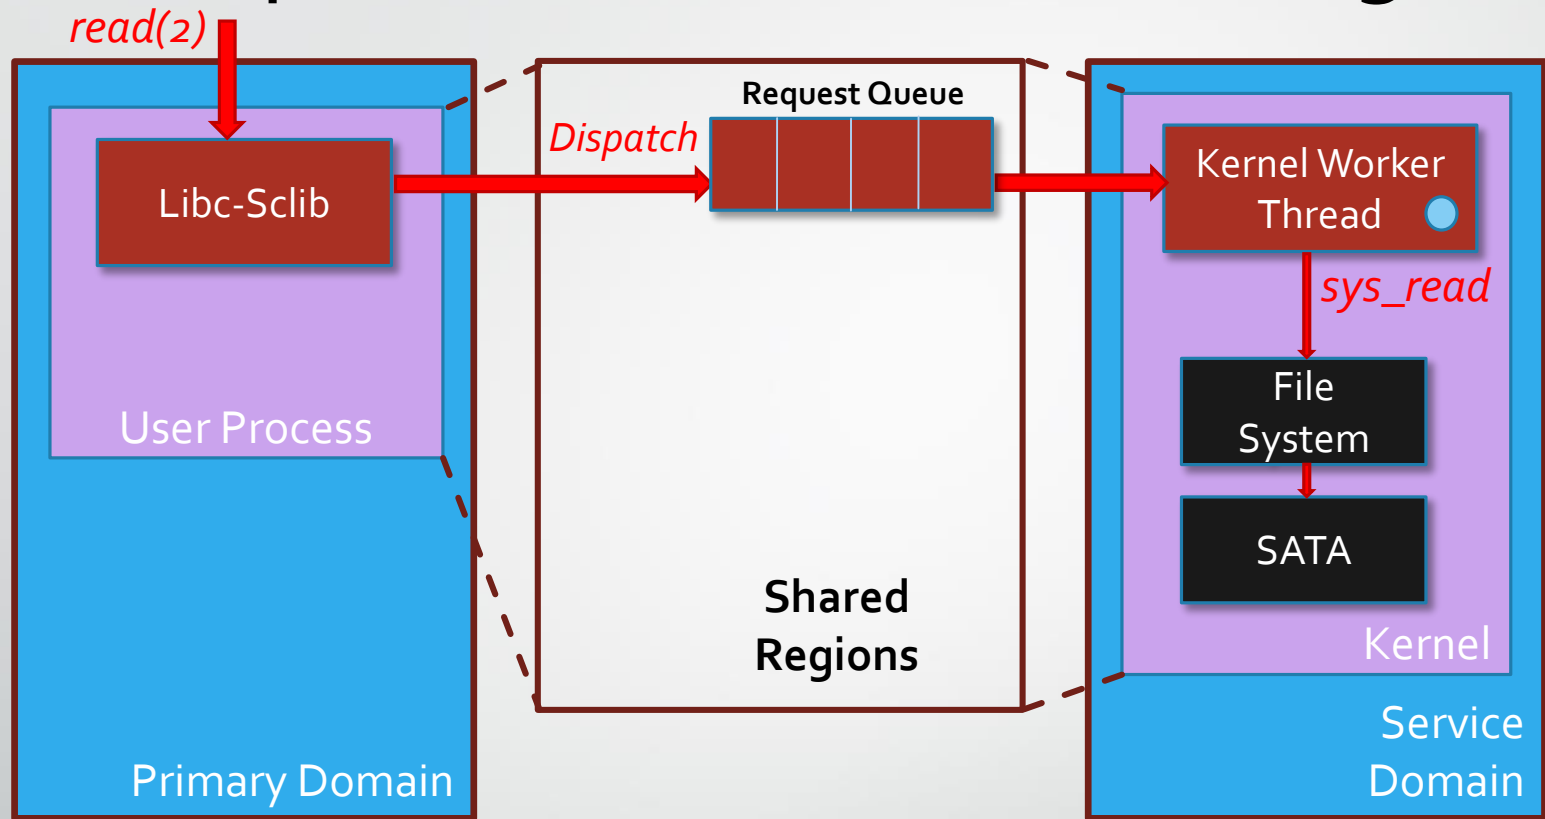 read(2)
Request Queue
Dispatch
Libc-Sclib
Kernel Worker
Thread
sys_read
File
System
User Process
SATA
Shared
Regions
Kernel
Primary Domain
Service
Domain